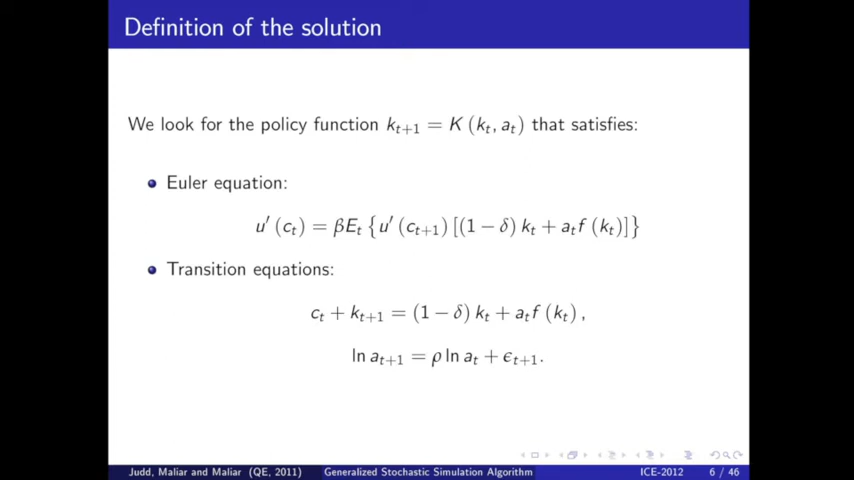 Definition of the solution
We look for the policy function k_{t+1} = K (k_t, a_t) that satisfies:
Euler equation:
u′ (c_t) = βE_t {u′ (c_{t+1}) [(1 − δ) k_t + a_t f (k_t)]}
Transition equations:
c_t + k_{t+1} = (1 − δ) k_t + a_t f (k_t) ,
ln a_{t+1} = ρ ln a_t + ϵ_{t+1}.
Judd, Maliar and Maliar (QE, 2011) Generalized Stochastic Simulation Algorithm ICE-2012 6 / 46